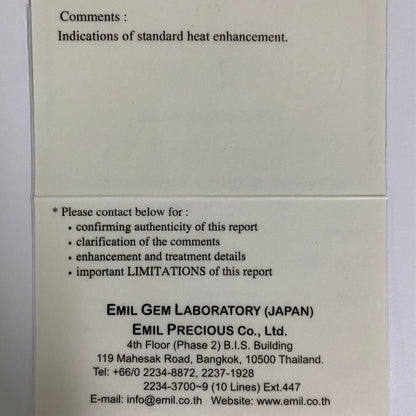 Comments :
Indications of standard heat enhancement.
* Please contact below for :
• confirming authenticity of this report
• clarification of the comments
• enhancement and treatment details
• important LIMITATIONS of this report
EMIL GEM LABORATORY (JAPAN)
EMIL PRECIOUS Co., Ltd.
4th Floor (Phase 2) B.I.S. Building
119 Mahesak Road, Bangkok, 10500 Thailand.
Tel: +66/0 2234-8872, 2237-1928
2234-3700~9 (10 Lines) Ext.447
E-mail: info@emil.co.th Website: www.emil.co.th